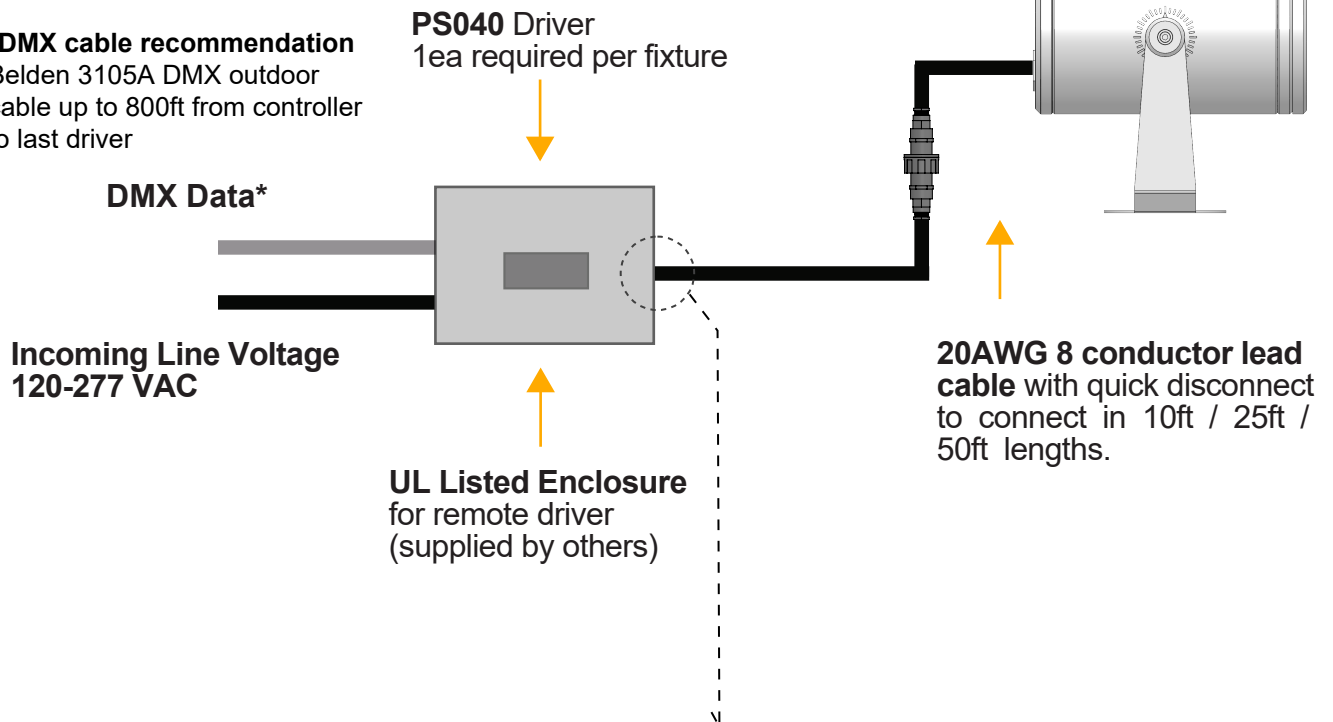 DMX cable recommendation
Belden 3105A DMX outdoor
cable up to 800ft from controller
to last driver
PS040 Driver
1ea required per fixture
DMX Data*
Incoming Line Voltage
120-277 VAC
UL Listed Enclosure
for remote driver
(supplied by others)
20AWG 8 conductor lead
cable with quick disconnect
to connect in 10ft / 25ft /
50ft lengths.